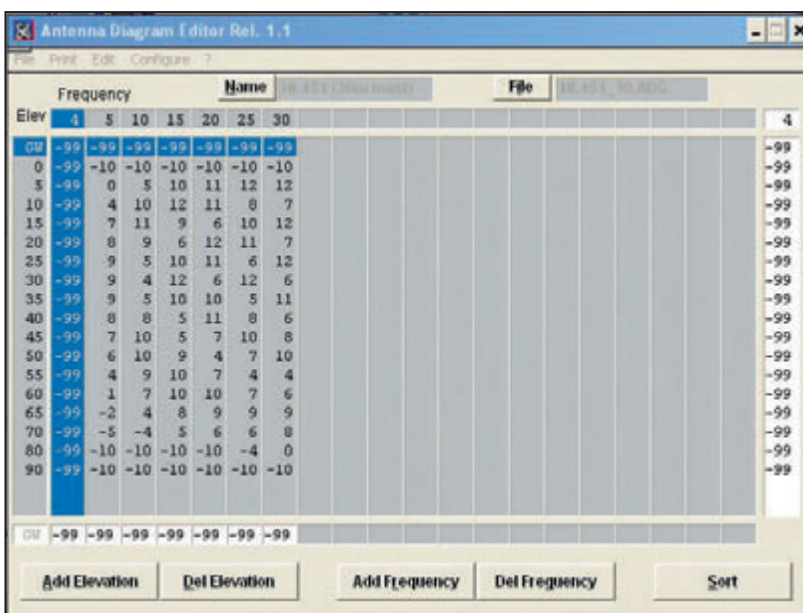 Antenna Diagram Editor Rel. 1.1
File Print Edit Configure ?
Frequency Name File
Elev 4 5 10 15 20 25 30 4
GW -99 -99 -99 -99 -99 -99 -99 -99
0 -99 -10 -10 -10 -10 -10 -10 -99
5 -99 0 5 10 11 12 12 -99
10 -99 4 10 12 11 8 7 -99
15 -99 7 11 9 6 10 12 -99
20 -99 8 9 6 12 11 7 -99
25 -99 9 5 10 11 6 12 -99
30 -99 9 4 12 6 12 6 -99
35 -99 9 5 10 10 5 11 -99
40 -99 8 8 5 11 8 6 -99
45 -99 7 10 5 7 10 8 -99
50 -99 6 10 9 4 7 10 -99
55 -99 4 9 10 7 4 4 -99
60 -99 1 7 10 10 7 6 -99
65 -99 -2 4 8 9 9 9 -99
70 -99 -5 -4 5 6 6 8 -99
80 -99 -10 -10 -10 -10 -4 0 -99
90 -99 -10 -10 -10 -10 -10 -10 -99
GW -99 -99 -99 -99 -99 -99 -99
Add Elevation Del Elevation Add Frequency Del Frequency Sort